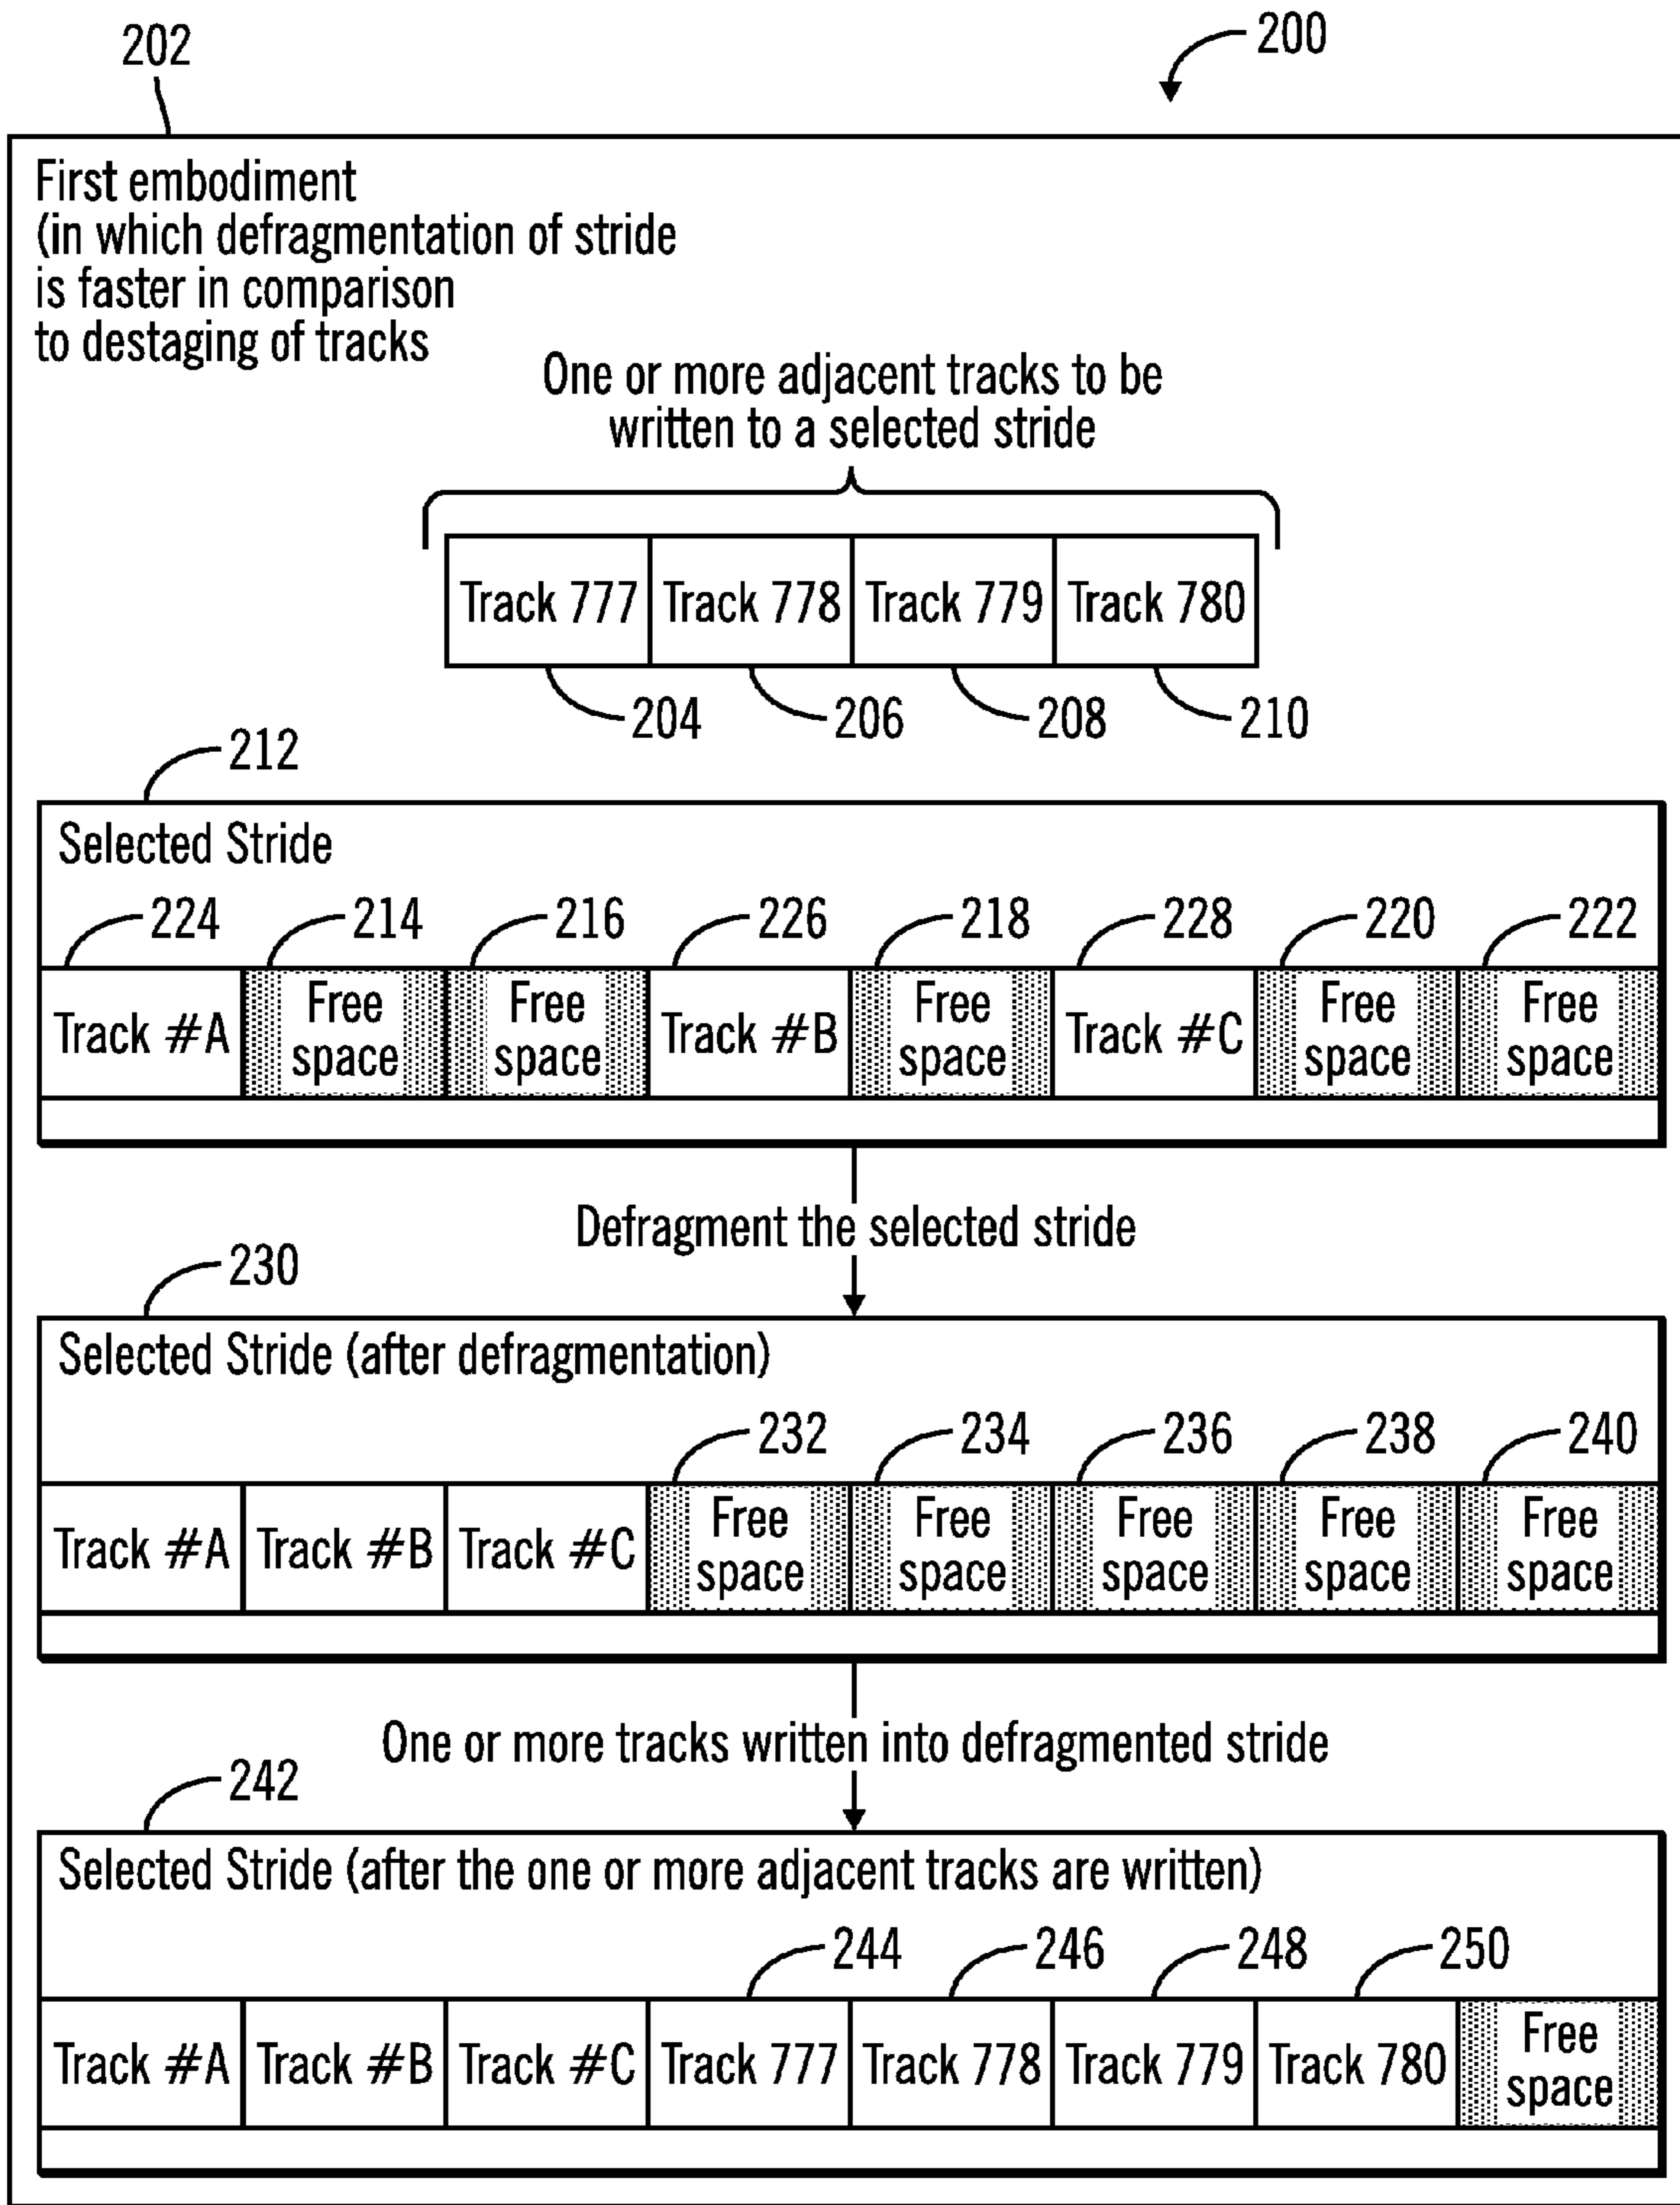 202
200
First embodiment
(in which defragmentation of stride
is faster in comparison
to destaging of tracks
One or more adjacent tracks to be
written to a selected stride
Track 777 Track 778 Track 779 Track 780
204 206 208 210
212
Selected Stride
224 214 216 226 218 228 220 222
Track #A Free space Free space Track #B Free space Track #C Free space Free space
Defragment the selected stride
230
Selected Stride (after defragmentation)
232 234 236 238 240
Track #A Track #B Track #C Free space Free space Free space Free space Free space
One or more tracks written into defragmented stride
242
Selected Stride (after the one or more adjacent tracks are written)
244 246 248 250
Track #A Track #B Track #C Track 777 Track 778 Track 779 Track 780 Free space